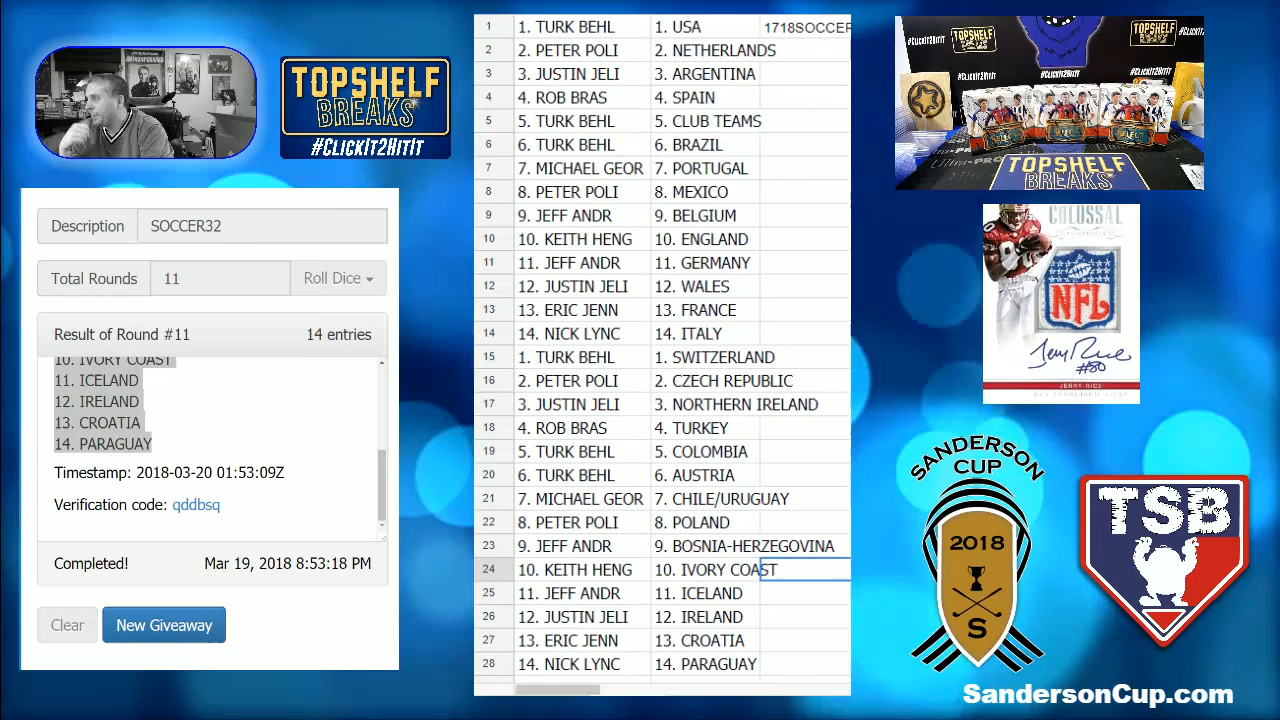 TOPSHELF
BREAKS
#CLICKIT2HITIT
Description SOCCER32
Total Rounds 11 Roll Dice
Result of Round #11 14 entries
10. IVORY COAST
11. ICELAND
12. IRELAND
13. CROATIA
14. PARAGUAY
Timestamp: 2018-03-20 01:53:09Z
Verification code: qddbsq
Completed! Mar 19, 2018 8:53:18 PM
Clear New Giveaway
1 1. TURK BEHL 1. USA 1718SOCCER
2 2. PETER POLI 2. NETHERLANDS
3 3. JUSTIN JELI 3. ARGENTINA
4 4. ROB BRAS 4. SPAIN
5 5. TURK BEHL 5. CLUB TEAMS
6 6. TURK BEHL 6. BRAZIL
7 7. MICHAEL GEOR 7. PORTUGAL
8 8. PETER POLI 8. MEXICO
9 9. JEFF ANDR 9. BELGIUM
10 10. KEITH HENG 10. ENGLAND
11 11. JEFF ANDR 11. GERMANY
12 12. JUSTIN JELI 12. WALES
13 13. ERIC JENN 13. FRANCE
14 14. NICK LYNC 14. ITALY
15 1. TURK BEHL 1. SWITZERLAND
16 2. PETER POLI 2. CZECH REPUBLIC
17 3. JUSTIN JELI 3. NORTHERN IRELAND
18 4. ROB BRAS 4. TURKEY
19 5. TURK BEHL 5. COLOMBIA
20 6. TURK BEHL 6. AUSTRIA
21 7. MICHAEL GEOR 7. CHILE/URUGUAY
22 8. PETER POLI 8. POLAND
23 9. JEFF ANDR 9. BOSNIA-HERZEGOVINA
24 10. KEITH HENG 10. IVORY COAST
25 11. JEFF ANDR 11. ICELAND
26 12. JUSTIN JELI 12. IRELAND
27 13. ERIC JENN 13. CROATIA
28 14. NICK LYNC 14. PARAGUAY
TOPSHELF
BREAKS
#CLICKIT2HITIT
TOPSHELF
BREAKS
#CLICKIT2HITIT
#CLICKIT2HITIT
SELECT
SELECT
SELECT
TOPSHELF
BREAKS
COLOSSAL
NFL
Jerry Rice
#80
JERRY RICE
SANDERSON
CUP
2018
S
TSB
SandersonCup.com